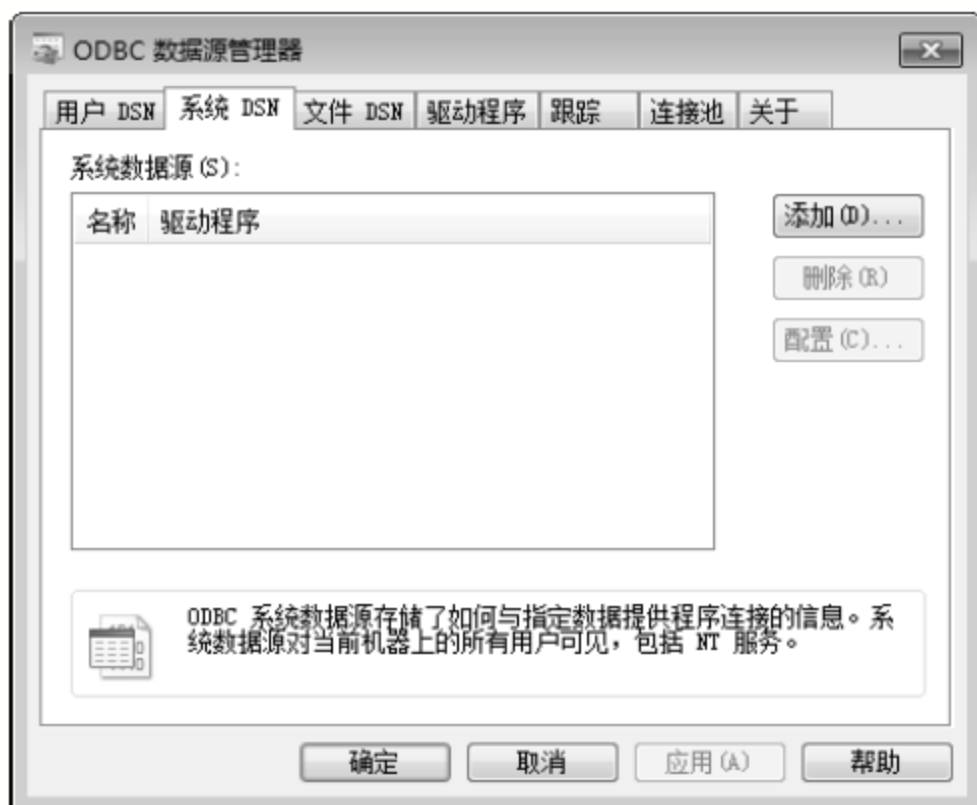 ODBC 数据源管理器
用户 DSN 系统 DSN 文件 DSN 驱动程序 跟踪 连接池 关于
系统数据源(S):
名称 驱动程序
添加(D)...
删除(R)
配置(C)...
ODBC 系统数据源存储了如何与指定数据提供程序连接的信息。系
统数据源对当前机器上的所有用户可见，包括 NT 服务。
确定 取消 应用(A) 帮助